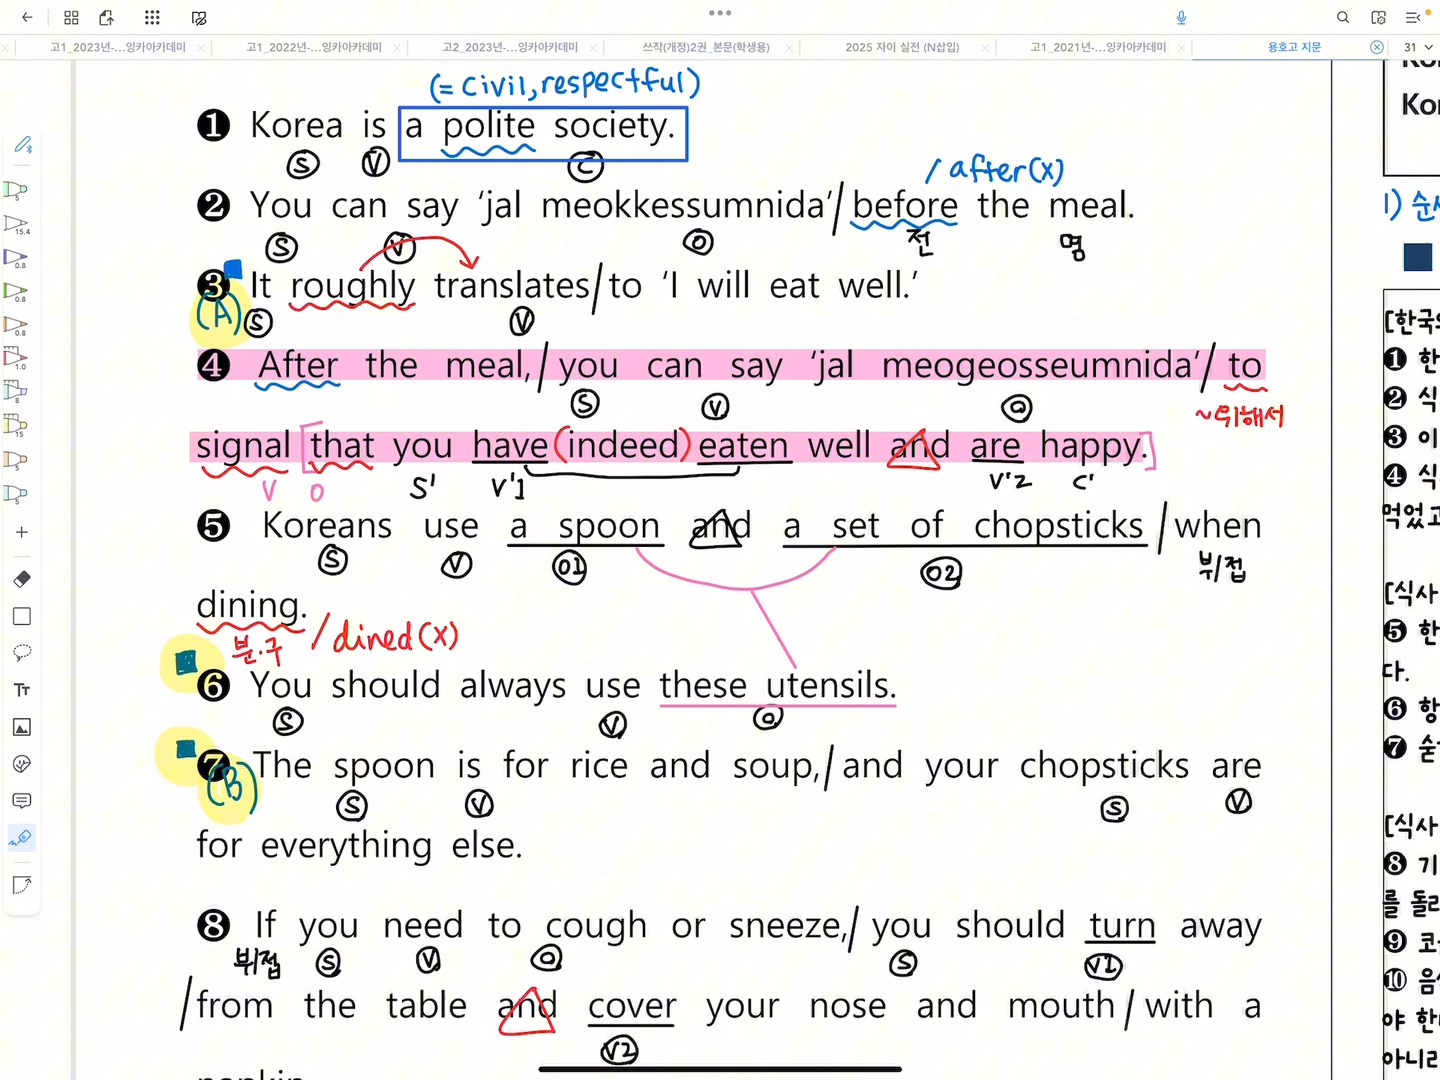 고1_2023년-...잉카아카데미 고1_2022년-...잉카아카데미 고2_2023년-...잉카아카데미 쓰작(개정)2권_본문(학생용) 2025 자이 실전 (N삽입) 고1_2021년-...잉카아카데미 용호고 지문 31
(= civil, respectful)
❶ Korea is a polite society.
Ⓢ Ⓥ Ⓒ
/ after(x)
❷ You can say ‘jal meokkessumnida’/ before the meal.
Ⓢ Ⓥ Ⓞ 전 명
❸ It roughly translates/ to ‘I will eat well.’
(A) Ⓢ Ⓥ
❹ After the meal,/ you can say ‘jal meogeosseumnida’/ to
Ⓢ Ⓥ Ⓞ ~위해서
signal [that you have (indeed) eaten well and are happy.]
V O S' V'1 V'2 C'
❺ Koreans use a spoon and a set of chopsticks / when
Ⓢ Ⓥ O1 O2 부/접
dining.
분·구 / dined(x)
❻ You should always use these utensils.
Ⓢ Ⓥ Ⓞ
❼ The spoon is for rice and soup,/ and your chopsticks are
(B) Ⓢ Ⓥ Ⓢ Ⓥ
for everything else.
❽ If you need to cough or sneeze,/ you should turn away
부/접 Ⓢ Ⓥ Ⓞ Ⓢ V1
/from the table and cover your nose and mouth / with a
V2
napkin.
Kor
1) 순서
[한국의
❶ 한
❷ 식
❸ 이
❹ 식
먹었고
[식사
❺ 한
다.
❻ 항
❼ 숟
[식사
❽ 기
를 돌리
❾ 코
❿ 음식
야 한다
아니라